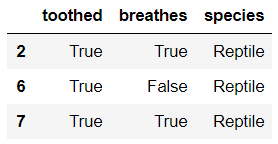 toothed breathes species
2 True True Reptile
6 True False Reptile
7 True True Reptile